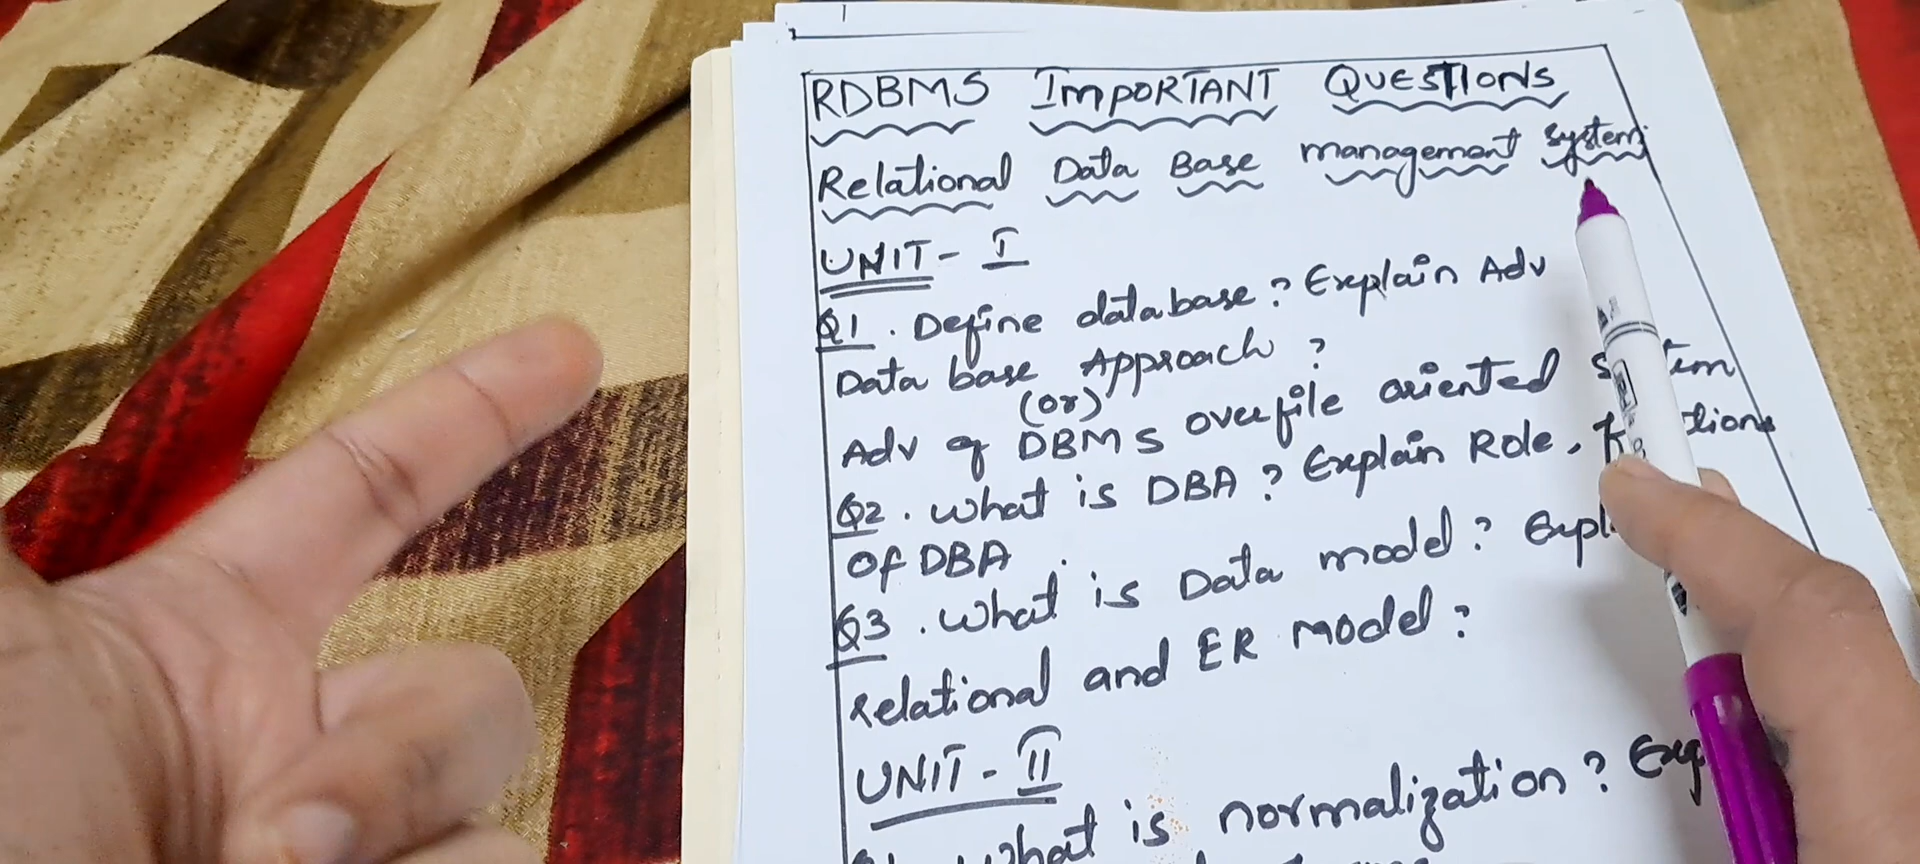 RDBMS IMPORTANT QUESTIONS
Relational Data Base management system
UNIT - I
Q1. Define database? Explain Adv
Data base Approach?
(or)
Adv of DBMS over file oriented
Q2. What is DBA? Explain Role,
Of DBA.
Q3. What is Data model?
relational and ER model?
UNIT - II
What is normalization?